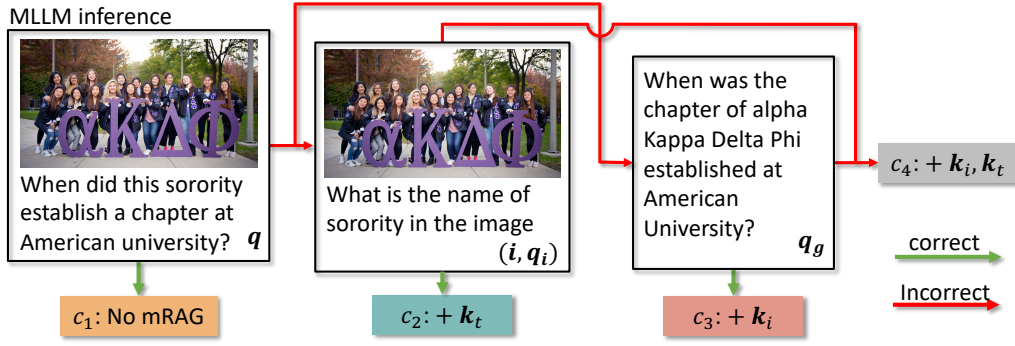 MLLM inference
αΚΔΦ
When did this sorority
establish a chapter at
American university? q
c₁: No mRAG
αΚΔΦ
What is the name of
sorority in the image
(i, qᵢ)
c₂: + kₜ
When was the
chapter of alpha
Kappa Delta Phi
established at
American
University?
q_g
c₃: + kᵢ
c₄: + kᵢ, kₜ
correct
Incorrect